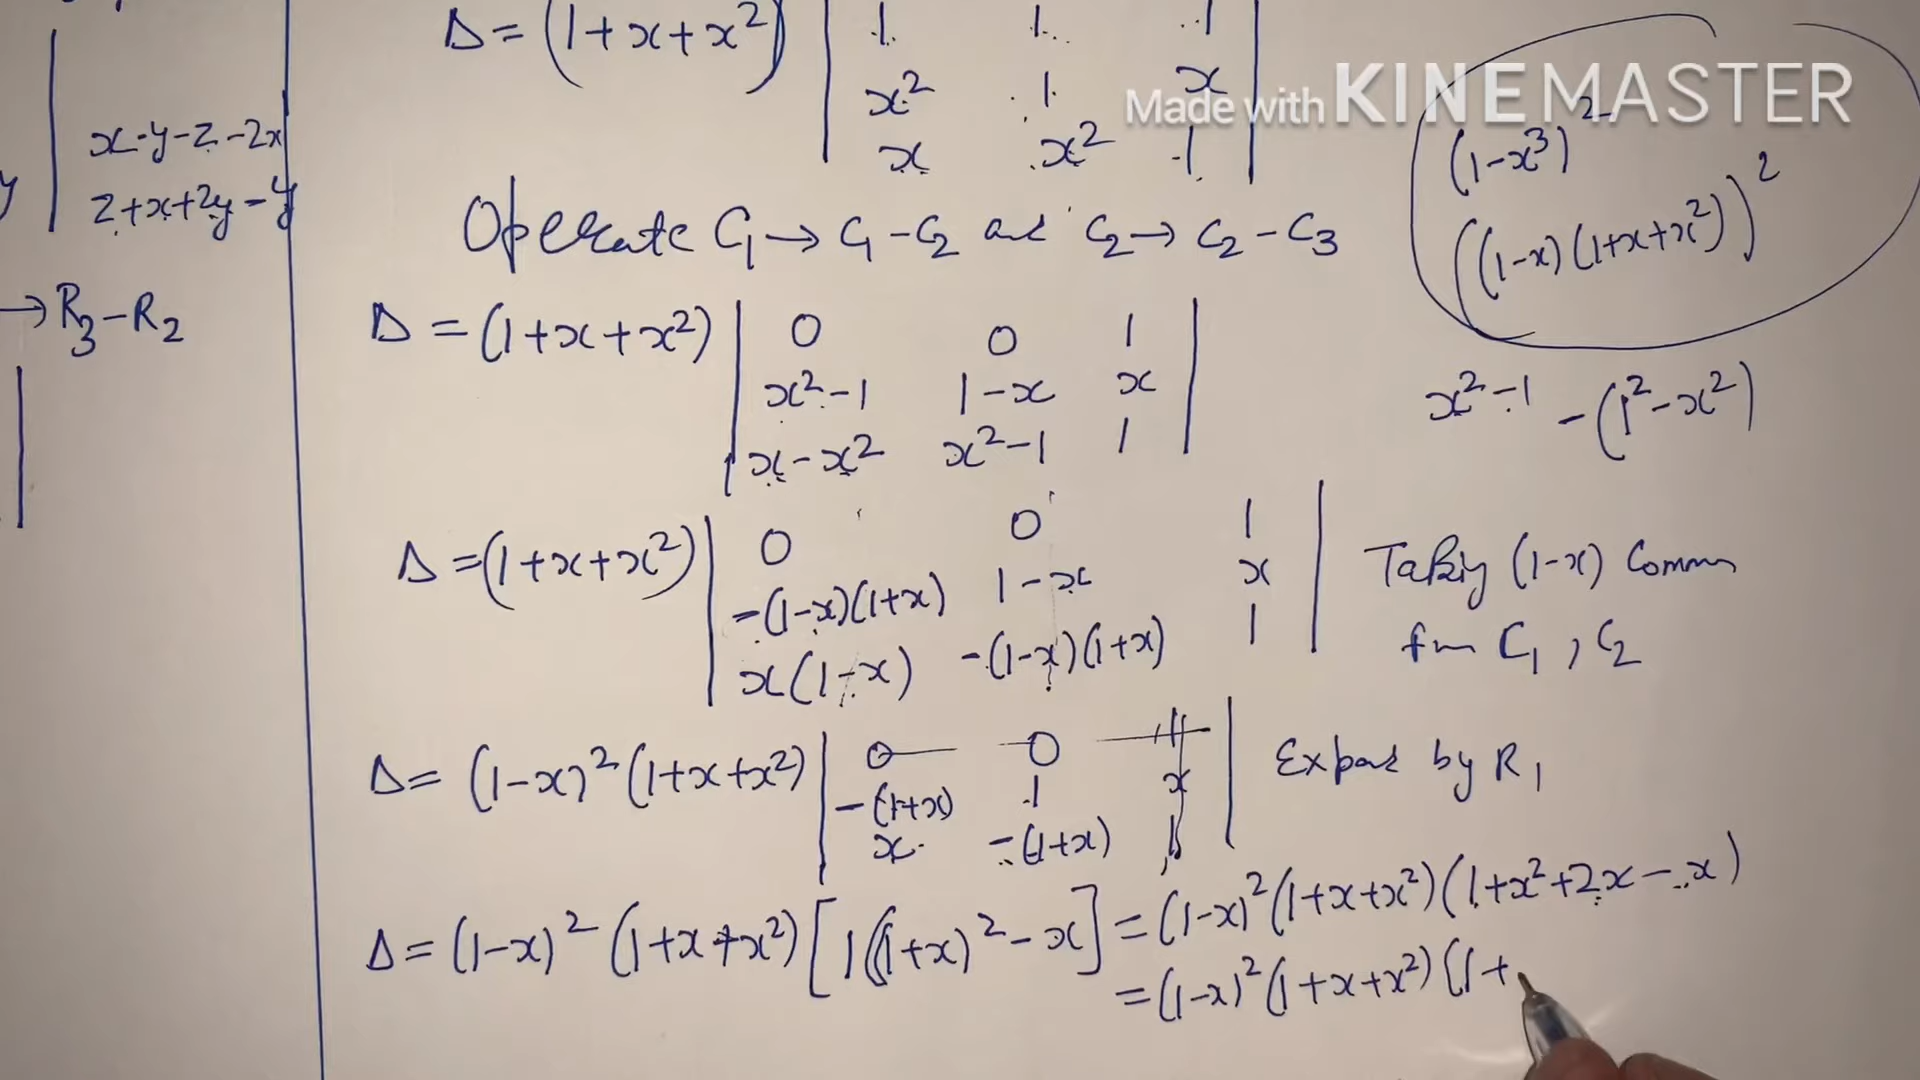 x-y-z-2x
z+x+2y-y
y
→ R₃-R₂
Δ = (1+x+x²) | 1 1 1 |
| x² 1 x |
| x x² 1 |
Operate C₁→ C₁-C₂ and C₂→ C₂-C₃
Δ = (1+x+x²) | 0 0 1 |
| x²-1 1-x x |
| x-x² x²-1 1 |
Δ =(1+x+x²) | 0 0 1 |
| -(1-x)(1+x) 1-x x |
| x(1-x) -(1-x)(1+x) 1 |
Taking (1-x) Common
from C₁, C₂
Δ = (1-x)²(1+x+x²) | 0 0 1 |
| -(1+x) 1 x |
| x -(1+x) 1 |
Expand by R₁
Δ = (1-x)² (1+x+x²) [1((1+x)²-x] = (1-x)²(1+x+x²)(1+x²+2x-x)
= (1-x)²(1+x+x²)(1+
Made with KINEMASTER
(1-x³)²
((1-x)(1+x+x²))²
x²-1 -(1²-x²)